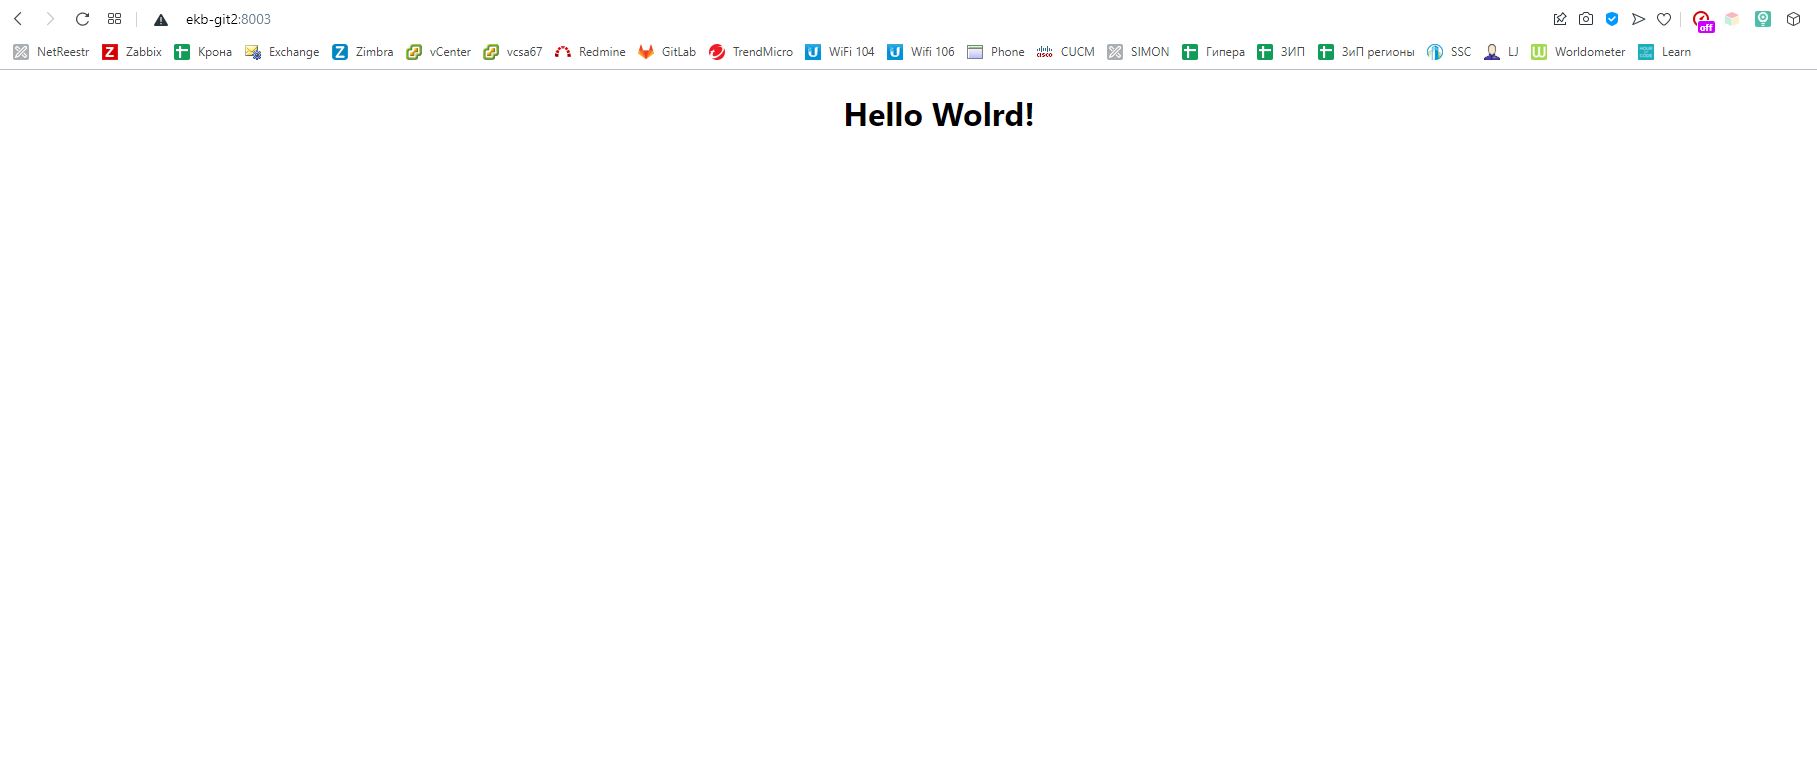 ekb-git2:8003
off
NetReestr Zabbix Крона Exchange Zimbra vCenter vcsa67 Redmine GitLab TrendMicro WiFi 104 Wifi 106 Phone CUCM SIMON Гипера ЗИП ЗиП регионы SSC LJ Worldometer Learn
Hello Wolrd!